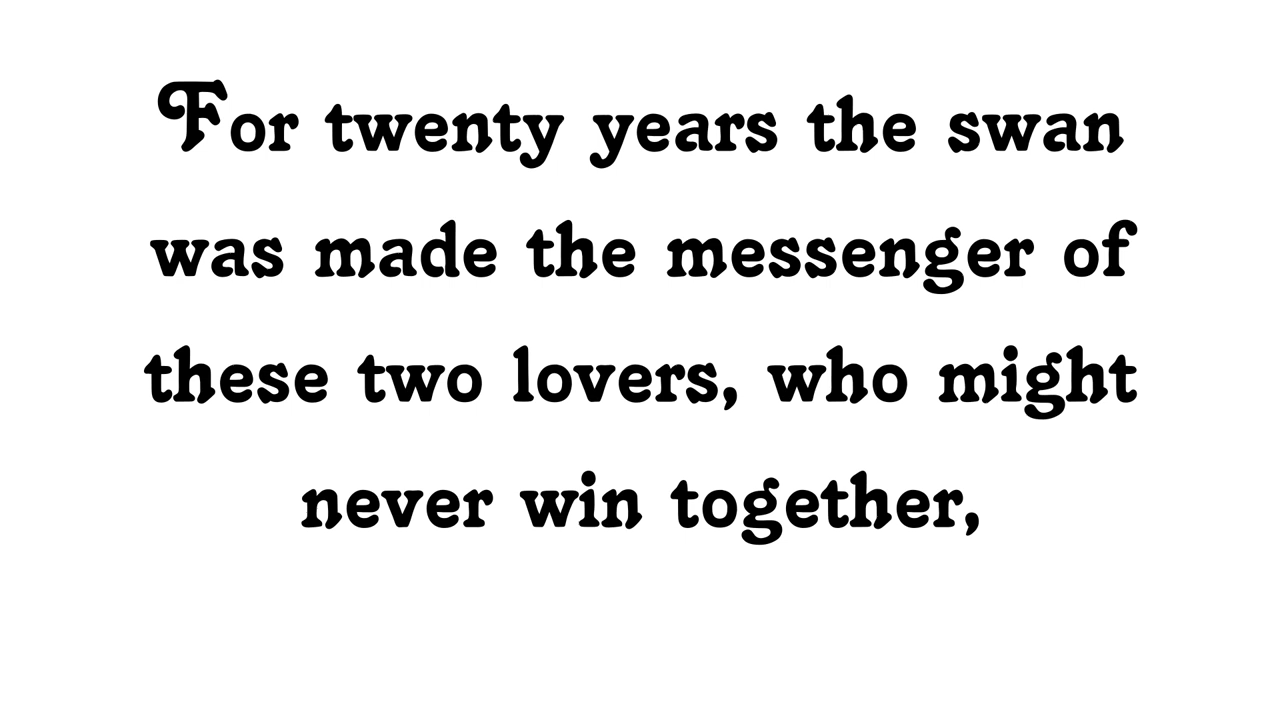 For twenty years the swan
was made the messenger of
these two lovers, who might
never win together,